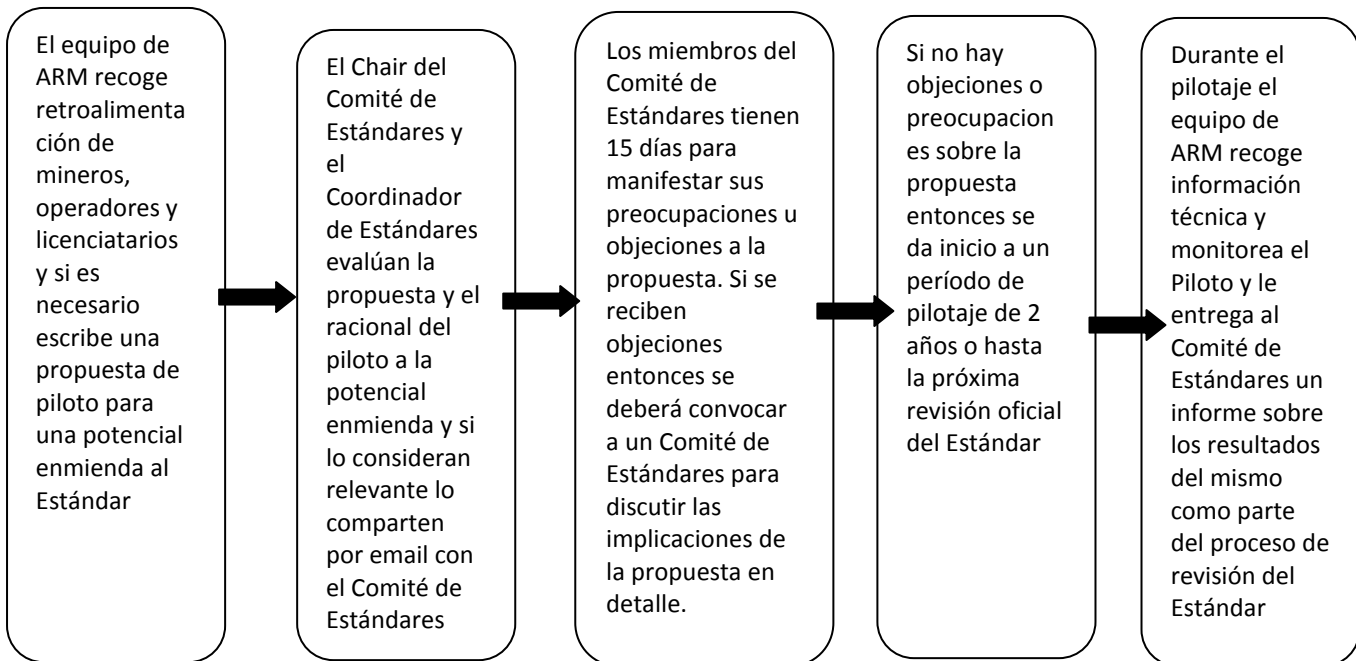 El equipo de
ARM recoge
retroalimenta
ción de
mineros,
operadores y
licenciatarios
y si es
necesario
escribe una
propuesta de
piloto para
una potencial
enmienda al
Estándar
El Chair del
Comité de
Estándares y
el
Coordinador
de Estándares
evalúan la
propuesta y el
racional del
piloto a la
potencial
enmienda y si
lo consideran
relevante lo
comparten
por email con
el Comité de
Estándares
Los miembros del
Comité de
Estándares tienen
15 días para
manifestar sus
preocupaciones u
objeciones a la
propuesta. Si se
reciben
objeciones
entonces se
deberá convocar
a un Comité de
Estándares para
discutir las
implicaciones de
la propuesta en
detalle.
Si no hay
objeciones o
preocupacion
es sobre la
propuesta
entonces se
da inicio a un
período de
pilotaje de 2
años o hasta
la próxima
revisión oficial
del Estándar
Durante el
pilotaje el
equipo de
ARM recoge
información
técnica y
monitorea el
Piloto y le
entrega al
Comité de
Estándares un
informe sobre
los resultados
del mismo
como parte
del proceso de
revisión del
Estándar